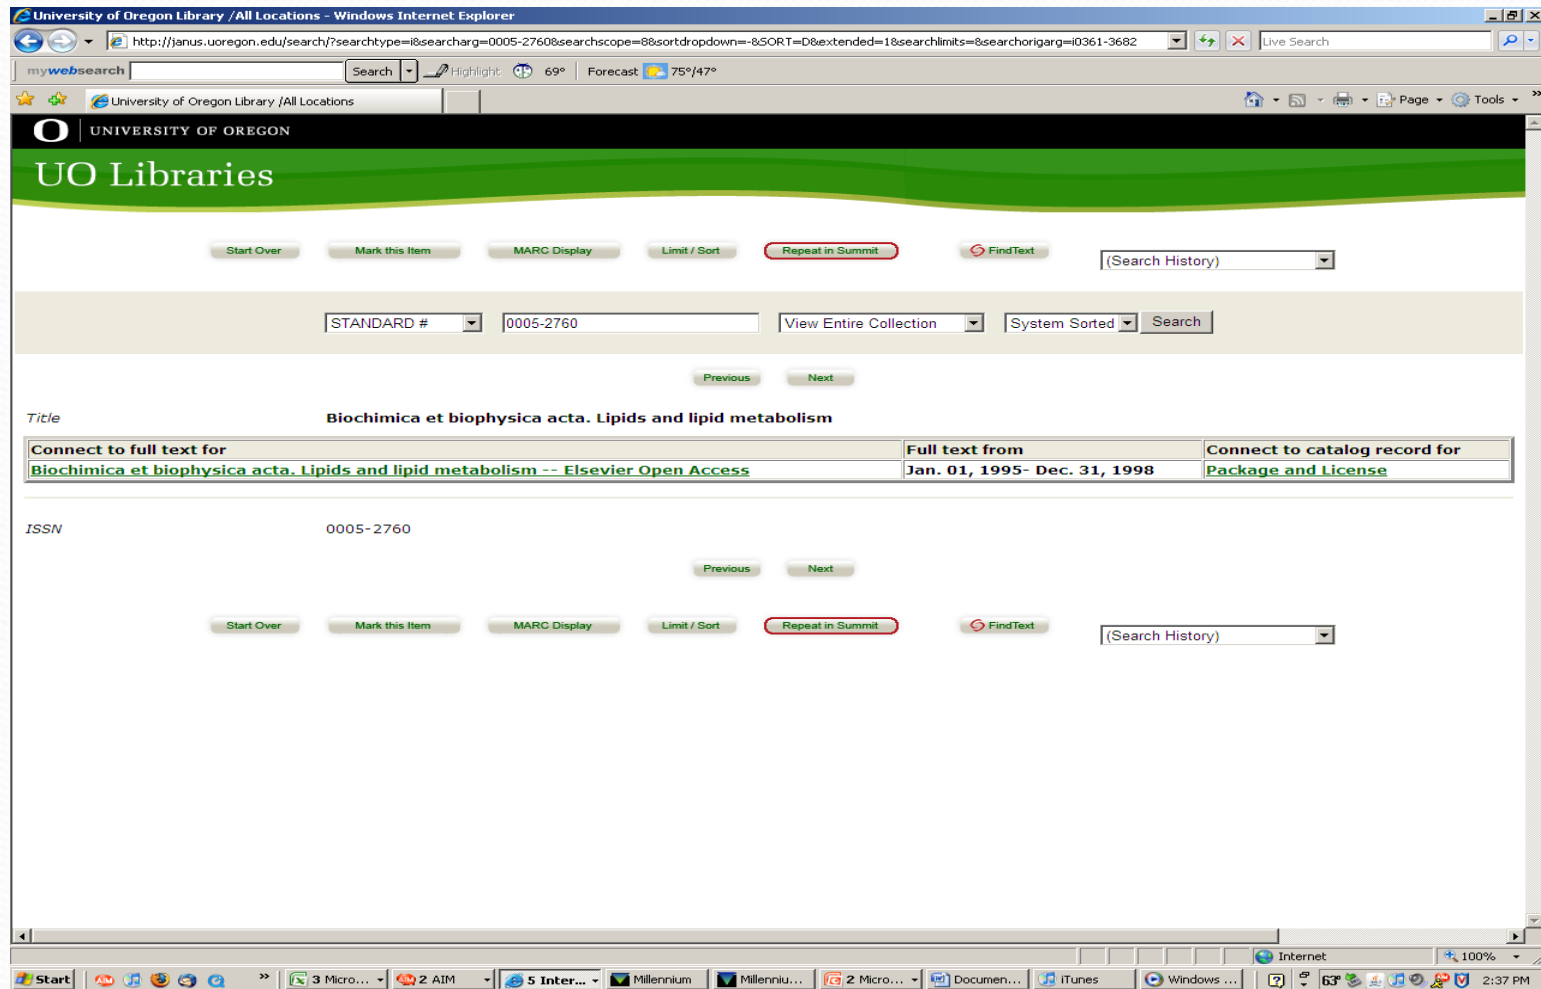 University of Oregon Library /All Locations - Windows Internet Explorer
http://janus.uoregon.edu/search/?searchtype=i&searcharg=0005-2760&searchscope=8&sortdropdown=-&SORT=D&extended=1&searchlimits=&searchorigarg=i0361-3682 Live Search
mywebsearch Search Highlight 69° Forecast 75°/47°
University of Oregon Library /All Locations Page Tools »
O UNIVERSITY OF OREGON
UO Libraries
Start Over Mark this Item MARC Display Limit / Sort Repeat in Summit FindText (Search History)
STANDARD # 0005-2760 View Entire Collection System Sorted Search
Previous Next
Title Biochimica et biophysica acta. Lipids and lipid metabolism
Connect to full text for Full text from Connect to catalog record for
Biochimica et biophysica acta. Lipids and lipid metabolism -- Elsevier Open Access Jan. 01, 1995- Dec. 31, 1998 Package and License
ISSN 0005-2760
Previous Next
Start Over Mark this Item MARC Display Limit / Sort Repeat in Summit FindText (Search History)
Internet 100%
Start » 3 Micro... 2 AIM 5 Inter... Millennium Millenniu... 2 Micro... Documen... iTunes Windows ... 63° 2:37 PM